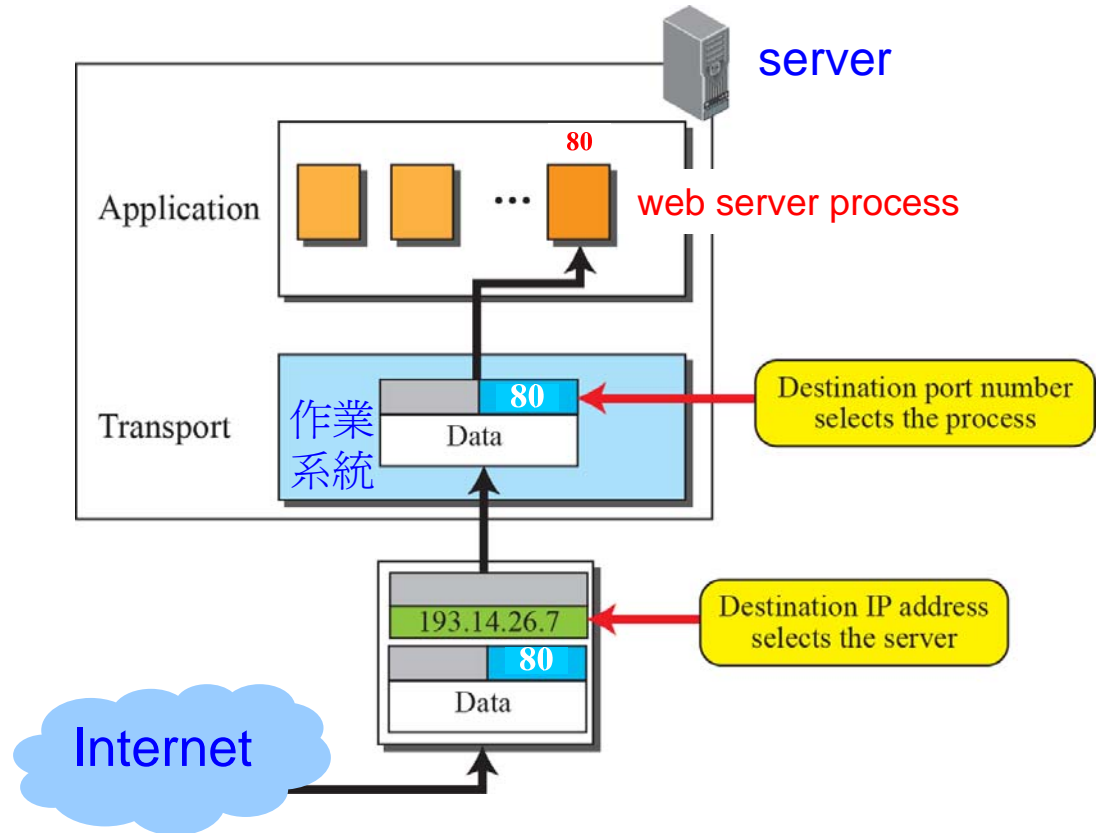 server
80
Application
...
web server process
Transport
作業
系統
80
Data
Destination port number
selects the process
193.14.26.7
80
Data
Destination IP address
selects the server
Internet